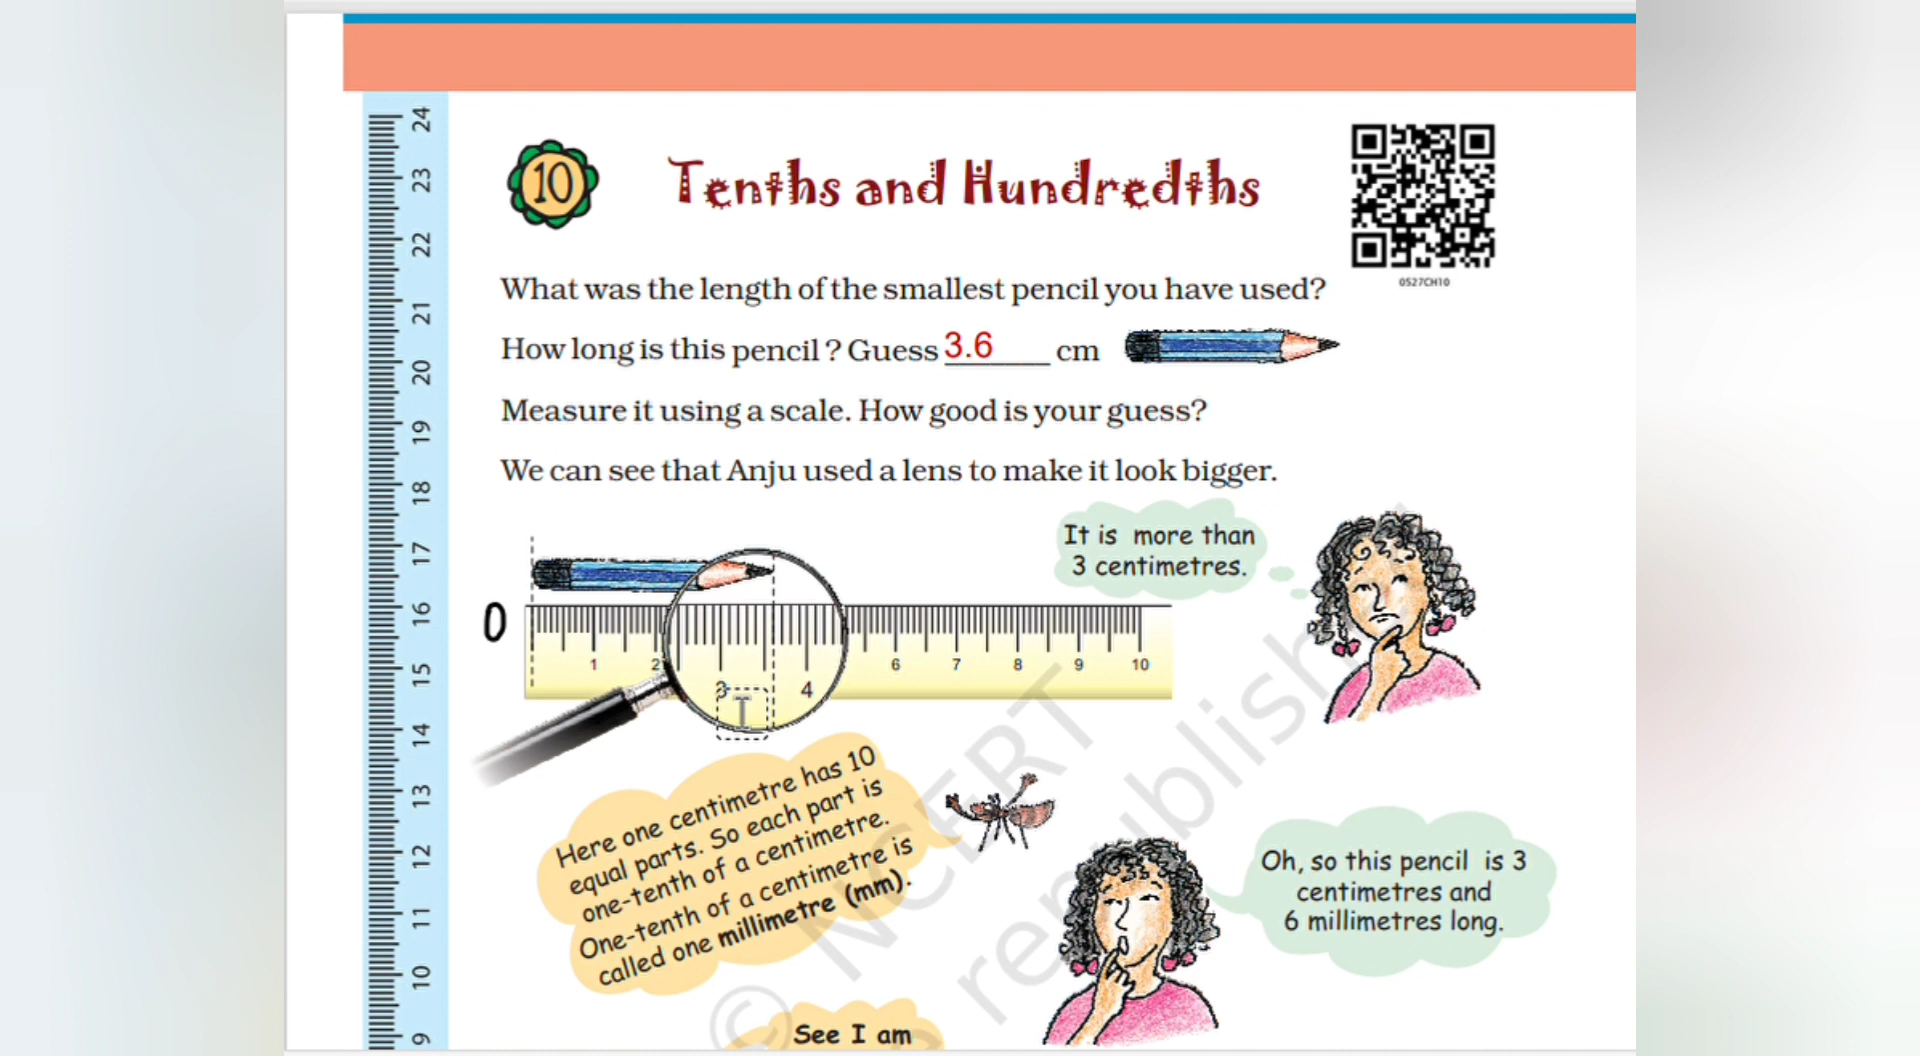 10
Tenths and Hundredths
0527CH10
What was the length of the smallest pencil you have used?
How long is this pencil ? Guess 3.6 cm
Measure it using a scale. How good is your guess?
We can see that Anju used a lens to make it look bigger.
It is more than
3 centimetres.
0
1 2 3 4 6 7 8 9 10
Here one centimetre has 10
equal parts. So each part is
one-tenth of a centimetre.
One-tenth of a centimetre is
called one millimetre (mm).
Oh, so this pencil is 3
centimetres and
6 millimetres long.
See I am
24
23
22
21
20
19
18
17
16
15
14
13
12
11
10
9
© NCERT
republish